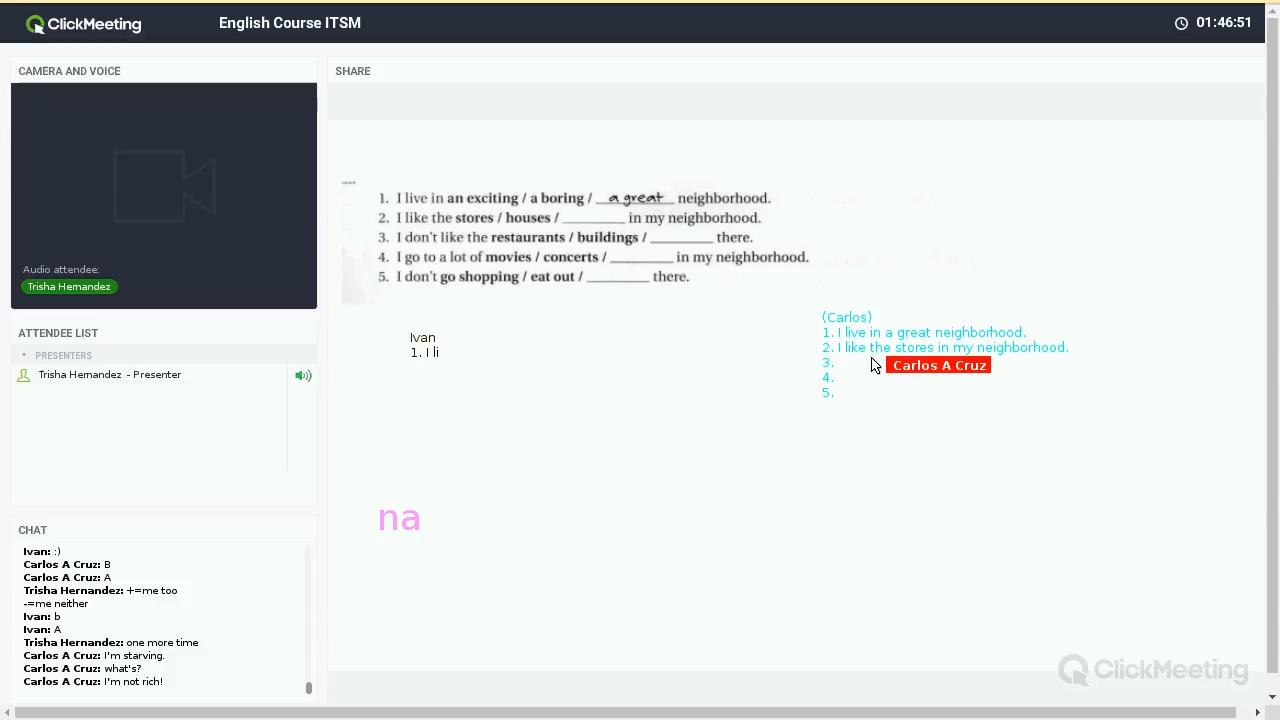 ClickMeeting
English Course ITSM
01:46:51
CAMERA AND VOICE
Audio attendee:
Trisha Hernandez
ATTENDEE LIST
PRESENTERS
Trisha Hernandez - Presenter
CHAT
Ivan: :)
Carlos A Cruz: B
Carlos A Cruz: A
Trisha Hernandez: +=me too
-=me neither
Ivan: b
Ivan: A
Trisha Hernandez: one more time
Carlos A Cruz: I'm starving.
Carlos A Cruz: what's?
Carlos A Cruz: I'm not rich!
SHARE
1. I live in an exciting / a boring / __a great__ neighborhood.
2. I like the stores / houses / ________ in my neighborhood.
3. I don't like the restaurants / buildings / ________ there.
4. I go to a lot of movies / concerts / ________ in my neighborhood.
5. I don't go shopping / eat out / ________ there.
Ivan
1. I li
(Carlos)
1. I live in a great neighborhood.
2. I like the stores in my neighborhood.
3.
Carlos A Cruz
4.
5.
na
ClickMeeting